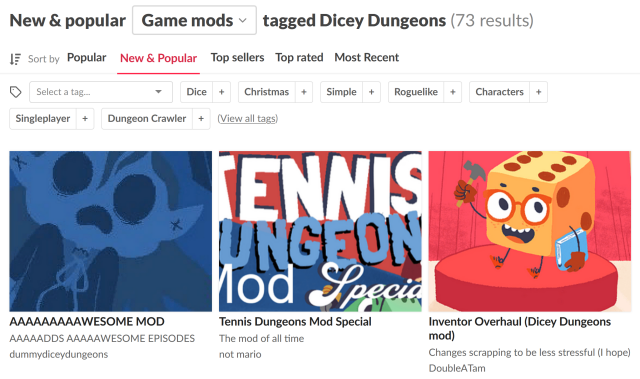 New & popular Game mods tagged Dicey Dungeons (73 results)
Sort by Popular New & Popular Top sellers Top rated Most Recent
Select a tag... Dice + Christmas + Simple + Roguelike + Characters +
Singleplayer + Dungeon Crawler + (View all tags)
TENNIS
DUNGEON
Mod Special
AAAAAAAAAWESOME MOD
AAAAADDS AAAAAWESOME EPISODES
dummydiceydungeons
Tennis Dungeons Mod Special
The mod of all time
not mario
Inventor Overhaul (Dicey Dungeons
mod)
Changes scrapping to be less stressful (I hope)
DoubleATam